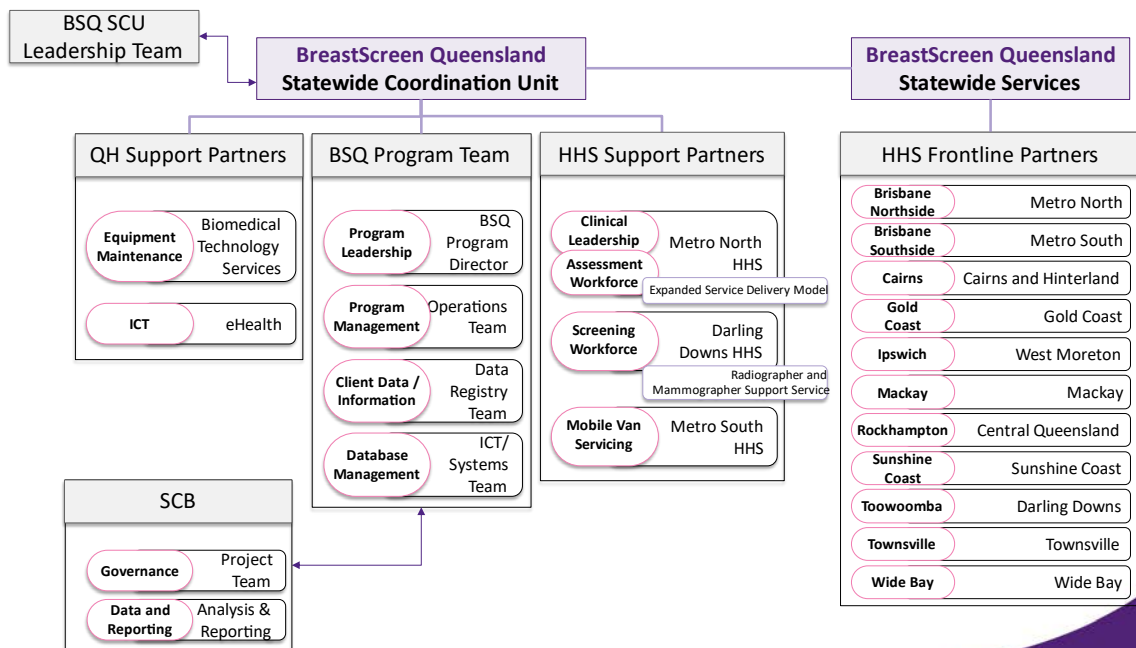 BSQ SCU
Leadership Team
BreastScreen Queensland
Statewide Coordination Unit
BreastScreen Queensland
Statewide Services
QH Support Partners
Equipment
Maintenance
Biomedical
Technology
Services
ICT
eHealth
BSQ Program Team
Program
Leadership
BSQ
Program
Director
Program
Management
Operations
Team
Client Data /
Information
Data
Registry
Team
Database
Management
ICT/
Systems
Team
HHS Support Partners
Clinical
Leadership
Assessment
Workforce
Metro North
HHS
Expanded Service Delivery Model
Screening
Workforce
Darling
Downs HHS
Radiographer and
Mammographer Support Service
Mobile Van
Servicing
Metro South
HHS
HHS Frontline Partners
Brisbane
Northside
Metro North
Brisbane
Southside
Metro South
Cairns
Cairns and Hinterland
Gold
Coast
Gold Coast
Ipswich
West Moreton
Mackay
Mackay
Rockhampton
Central Queensland
Sunshine
Coast
Sunshine Coast
Toowoomba
Darling Downs
Townsville
Townsville
Wide Bay
Wide Bay
SCB
Governance
Project
Team
Data and
Reporting
Analysis &
Reporting